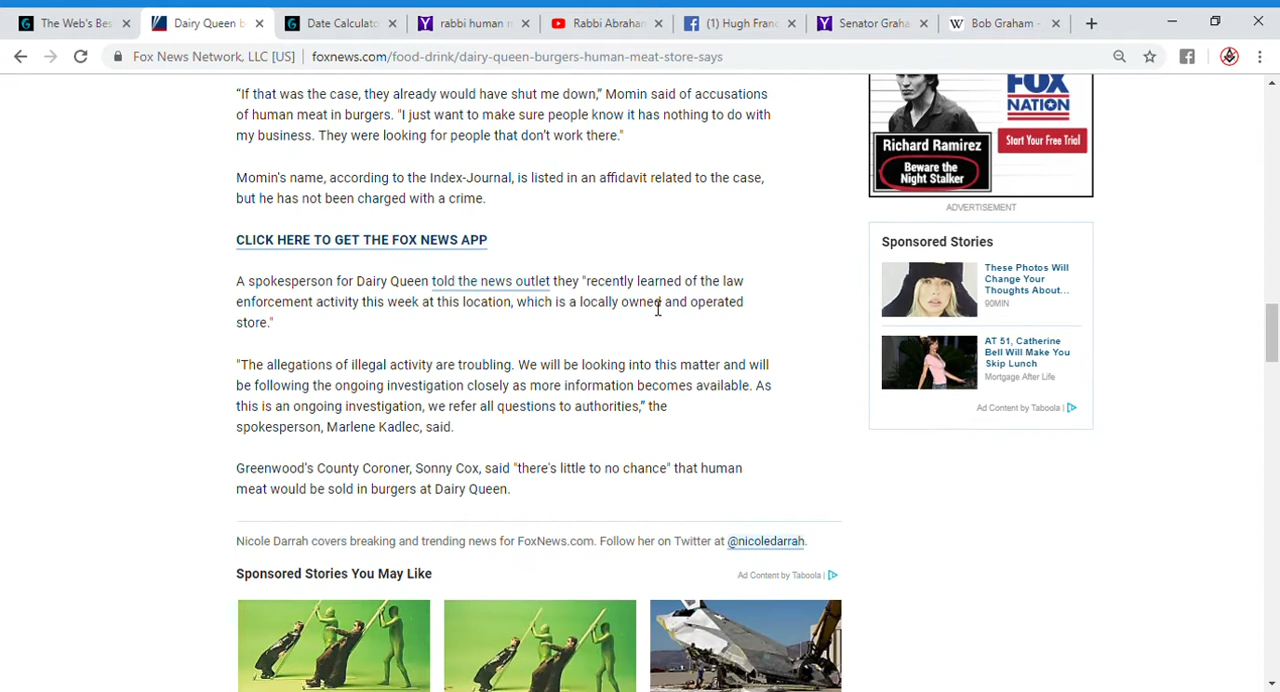 The Web's Bes
Dairy Queen b
Date Calculato
rabbi human m
Rabbi Abrahan
(1) Hugh Franc
Senator Graha
Bob Graham -
Fox News Network, LLC [US]
foxnews.com/food-drink/dairy-queen-burgers-human-meat-store-says
“If that was the case, they already would have shut me down,” Momin said of accusations
of human meat in burgers. "I just want to make sure people know it has nothing to do with
my business. They were looking for people that don’t work there."
Momin's name, according to the Index-Journal, is listed in an affidavit related to the case,
but he has not been charged with a crime.
CLICK HERE TO GET THE FOX NEWS APP
A spokesperson for Dairy Queen told the news outlet they "recently learned of the law
enforcement activity this week at this location, which is a locally owned and operated
store."
"The allegations of illegal activity are troubling. We will be looking into this matter and will
be following the ongoing investigation closely as more information becomes available. As
this is an ongoing investigation, we refer all questions to authorities,” the
spokesperson, Marlene Kadlec, said.
Greenwood's County Coroner, Sonny Cox, said "there's little to no chance" that human
meat would be sold in burgers at Dairy Queen.
Nicole Darrah covers breaking and trending news for FoxNews.com. Follow her on Twitter at @nicoledarrah.
Sponsored Stories You May Like
Ad Content by Taboola |
FOX
NATION
Start Your Free Trial
Richard Ramirez
Beware the
Night Stalker
ADVERTISEMENT
Sponsored Stories
These Photos Will
Change Your
Thoughts About...
90MIN
AT 51, Catherine
Bell Will Make You
Skip Lunch
Mortgage After Life
Ad Content by Taboola |